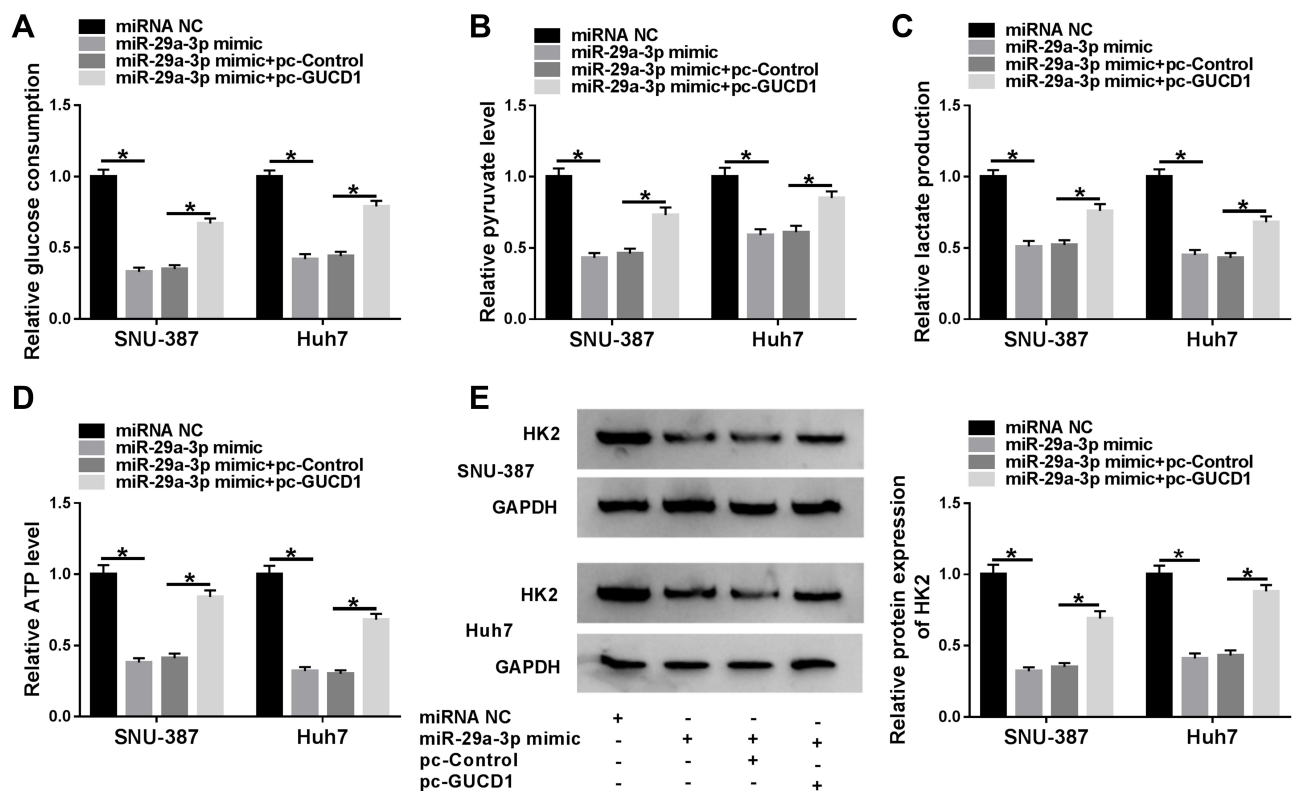 A
miRNA NC
miR-29a-3p mimic
miR-29a-3p mimic+pc-Control
miR-29a-3p mimic+pc-GUCD1
Relative glucose consumption
1.5
1.0
0.5
0.0
*
*
*
*
SNU-387
Huh7
B
miRNA NC
miR-29a-3p mimic
miR-29a-3p mimic+pc-Control
miR-29a-3p mimic+pc-GUCD1
Relative pyruvate level
1.5
1.0
0.5
0.0
*
*
*
*
SNU-387
Huh7
C
miRNA NC
miR-29a-3p mimic
miR-29a-3p mimic+pc-Control
miR-29a-3p mimic+pc-GUCD1
Relative lactate production
1.5
1.0
0.5
0.0
*
*
*
*
SNU-387
Huh7
D
miRNA NC
miR-29a-3p mimic
miR-29a-3p mimic+pc-Control
miR-29a-3p mimic+pc-GUCD1
Relative ATP level
1.5
1.0
0.5
0.0
*
*
*
*
SNU-387
Huh7
E
HK2
SNU-387
GAPDH
HK2
Huh7
GAPDH
miRNA NC + - - -
miR-29a-3p mimic - + + +
pc-Control - - + -
pc-GUCD1 - - - +
miRNA NC
miR-29a-3p mimic
miR-29a-3p mimic+pc-Control
miR-29a-3p mimic+pc-GUCD1
Relative protein expression
of HK2
1.5
1.0
0.5
0.0
*
*
*
*
SNU-387
Huh7